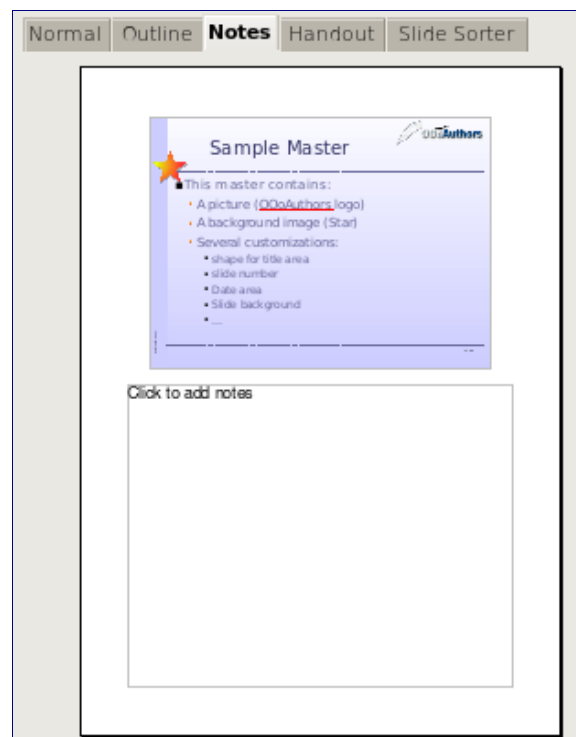 Normal Outline Notes Handout Slide Sorter
OOoAuthors
Sample Master
This master contains:
A picture (OOoAuthors logo)
A background image (Star)
Several customizations:
shape for title area
slide number
Date area
Slide background
....
Click to add notes